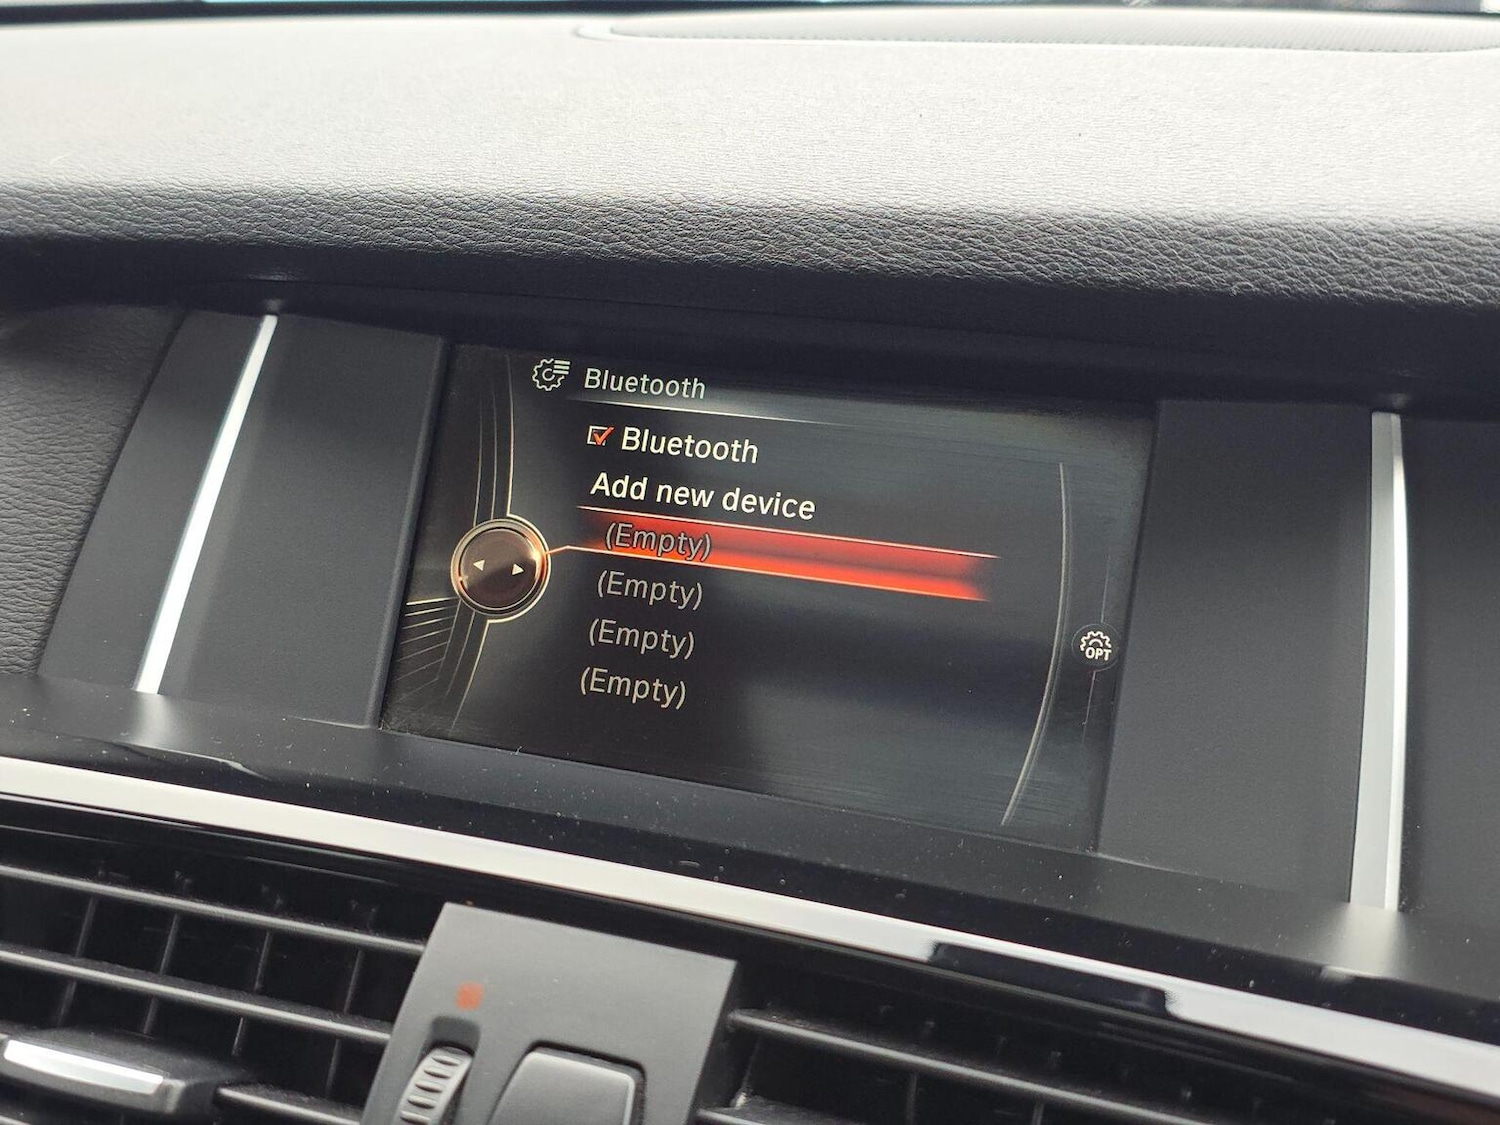 Bluetooth
Bluetooth
Add new device
(Empty)
(Empty)
(Empty)
(Empty)
OPT